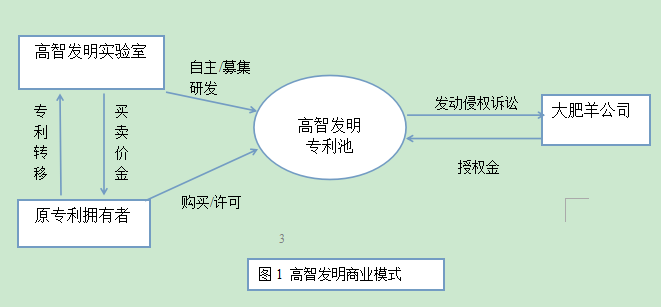 高智发明实验室
自主/募集
研发
专利转移
买卖价金
高智发明
专利池
发动侵权诉讼
大肥羊公司
授权金
购买/许可
原专利拥有者
3
图1 高智发明商业模式